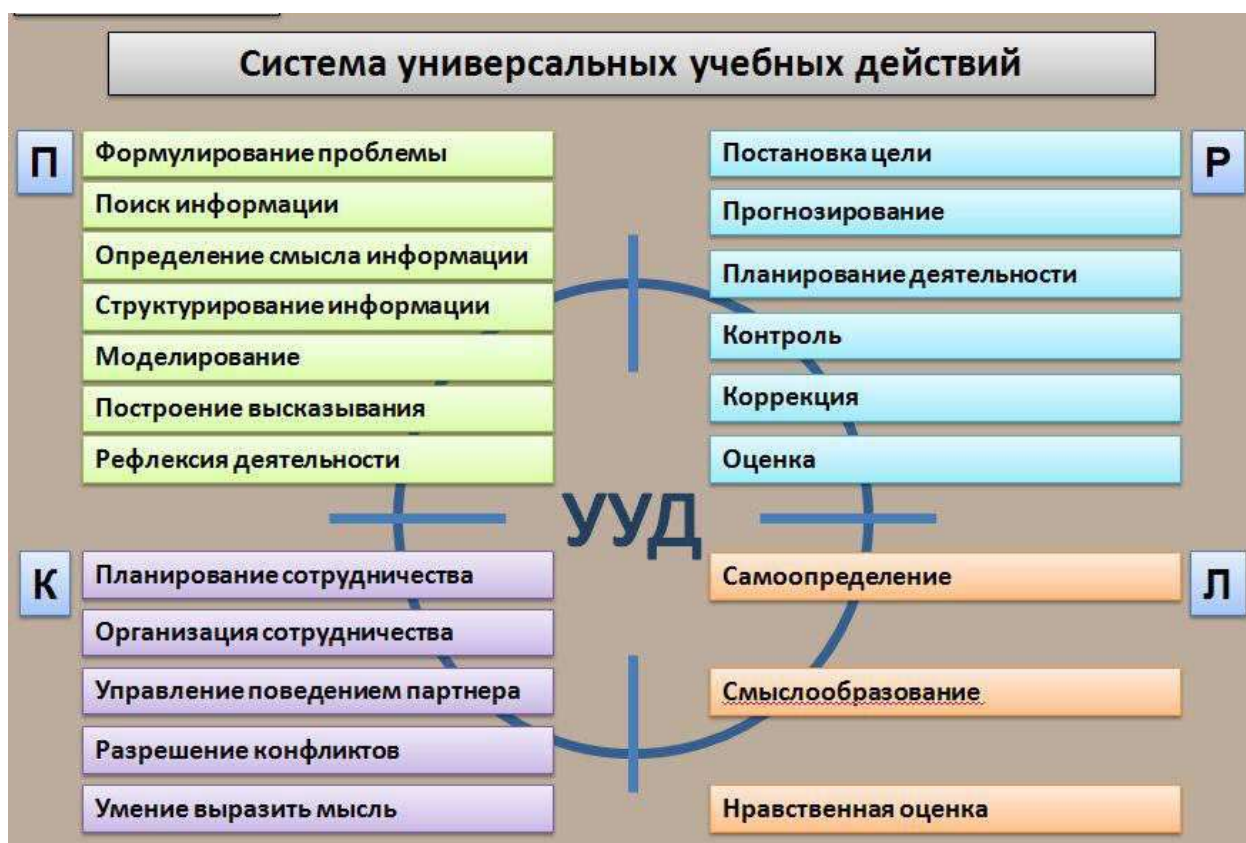 Система универсальных учебных действий
П
Формулирование проблемы
Поиск информации
Определение смысла информации
Структурирование информации
Моделирование
Построение высказывания
Рефлексия деятельности
Р
Постановка цели
Прогнозирование
Планирование деятельности
Контроль
Коррекция
Оценка
УУД
К
Планирование сотрудничества
Организация сотрудничества
Управление поведением партнера
Разрешение конфликтов
Умение выразить мысль
Л
Самоопределение
Смыслообразование
Нравственная оценка